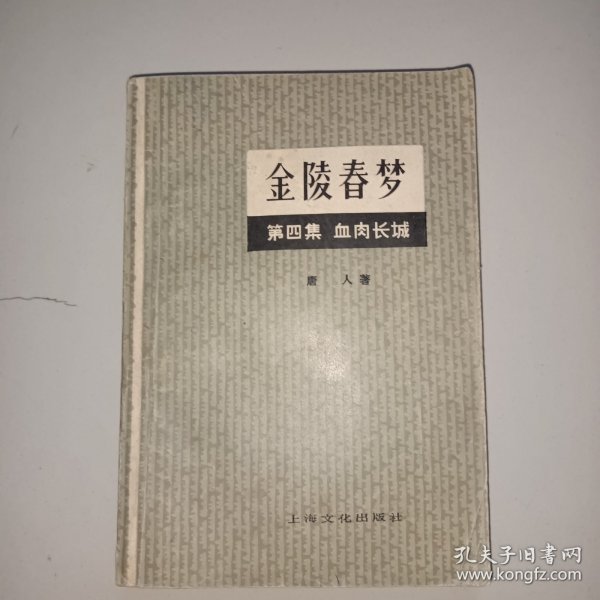 金陵春梦
第四集 血肉长城
唐 人著
上海文化出版社
孔夫子旧书网
www.kongfz.com